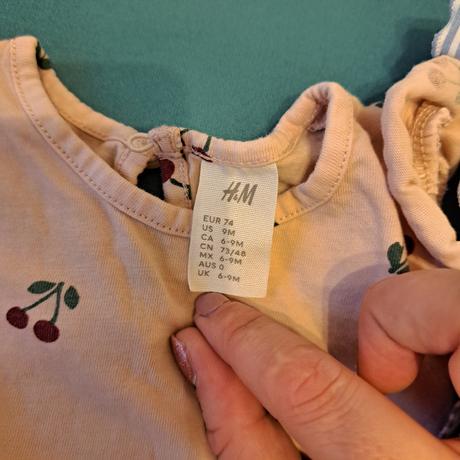 H&M
EUR 74
US 9M
CA 6-9M
CN 73/48
MX 6-9M
AUS 0
UK 6-9M